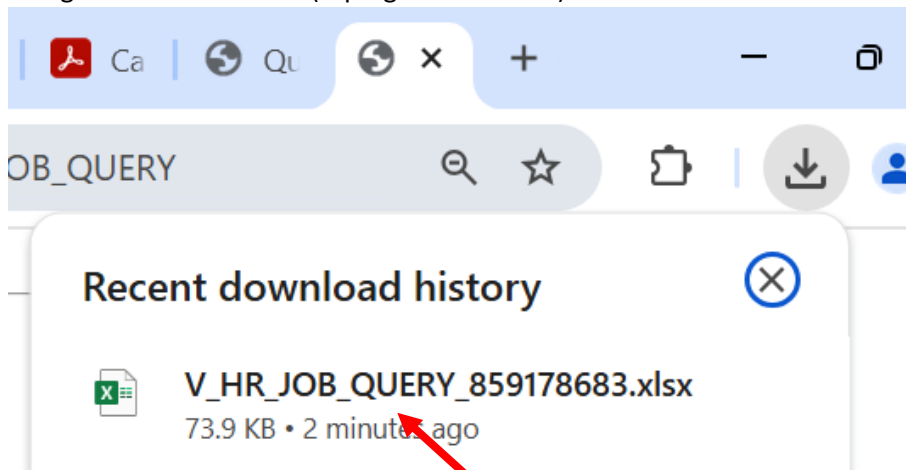 Ca
Qu
OB_QUERY
Recent download history
V_HR_JOB_QUERY_859178683.xlsx
73.9 KB • 2 minutes ago